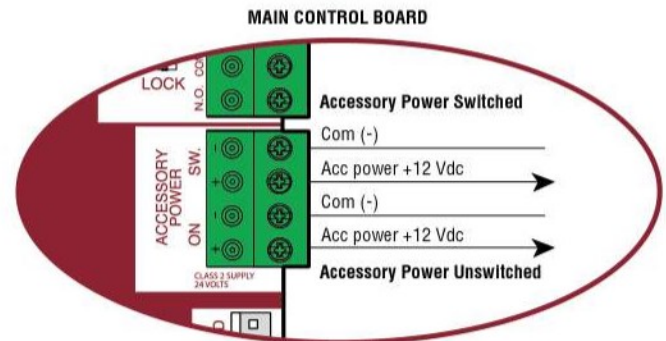 MAIN CONTROL BOARD
LOCK
N.O.
Accessory Power Switched
Com (-)
Acc power +12 Vdc
Com (-)
Acc power +12 Vdc
Accessory Power Unswitched
ACCESSORY
POWER
SW.
ON
- + - +
CLASS 2 SUPPLY
24 VOLTS